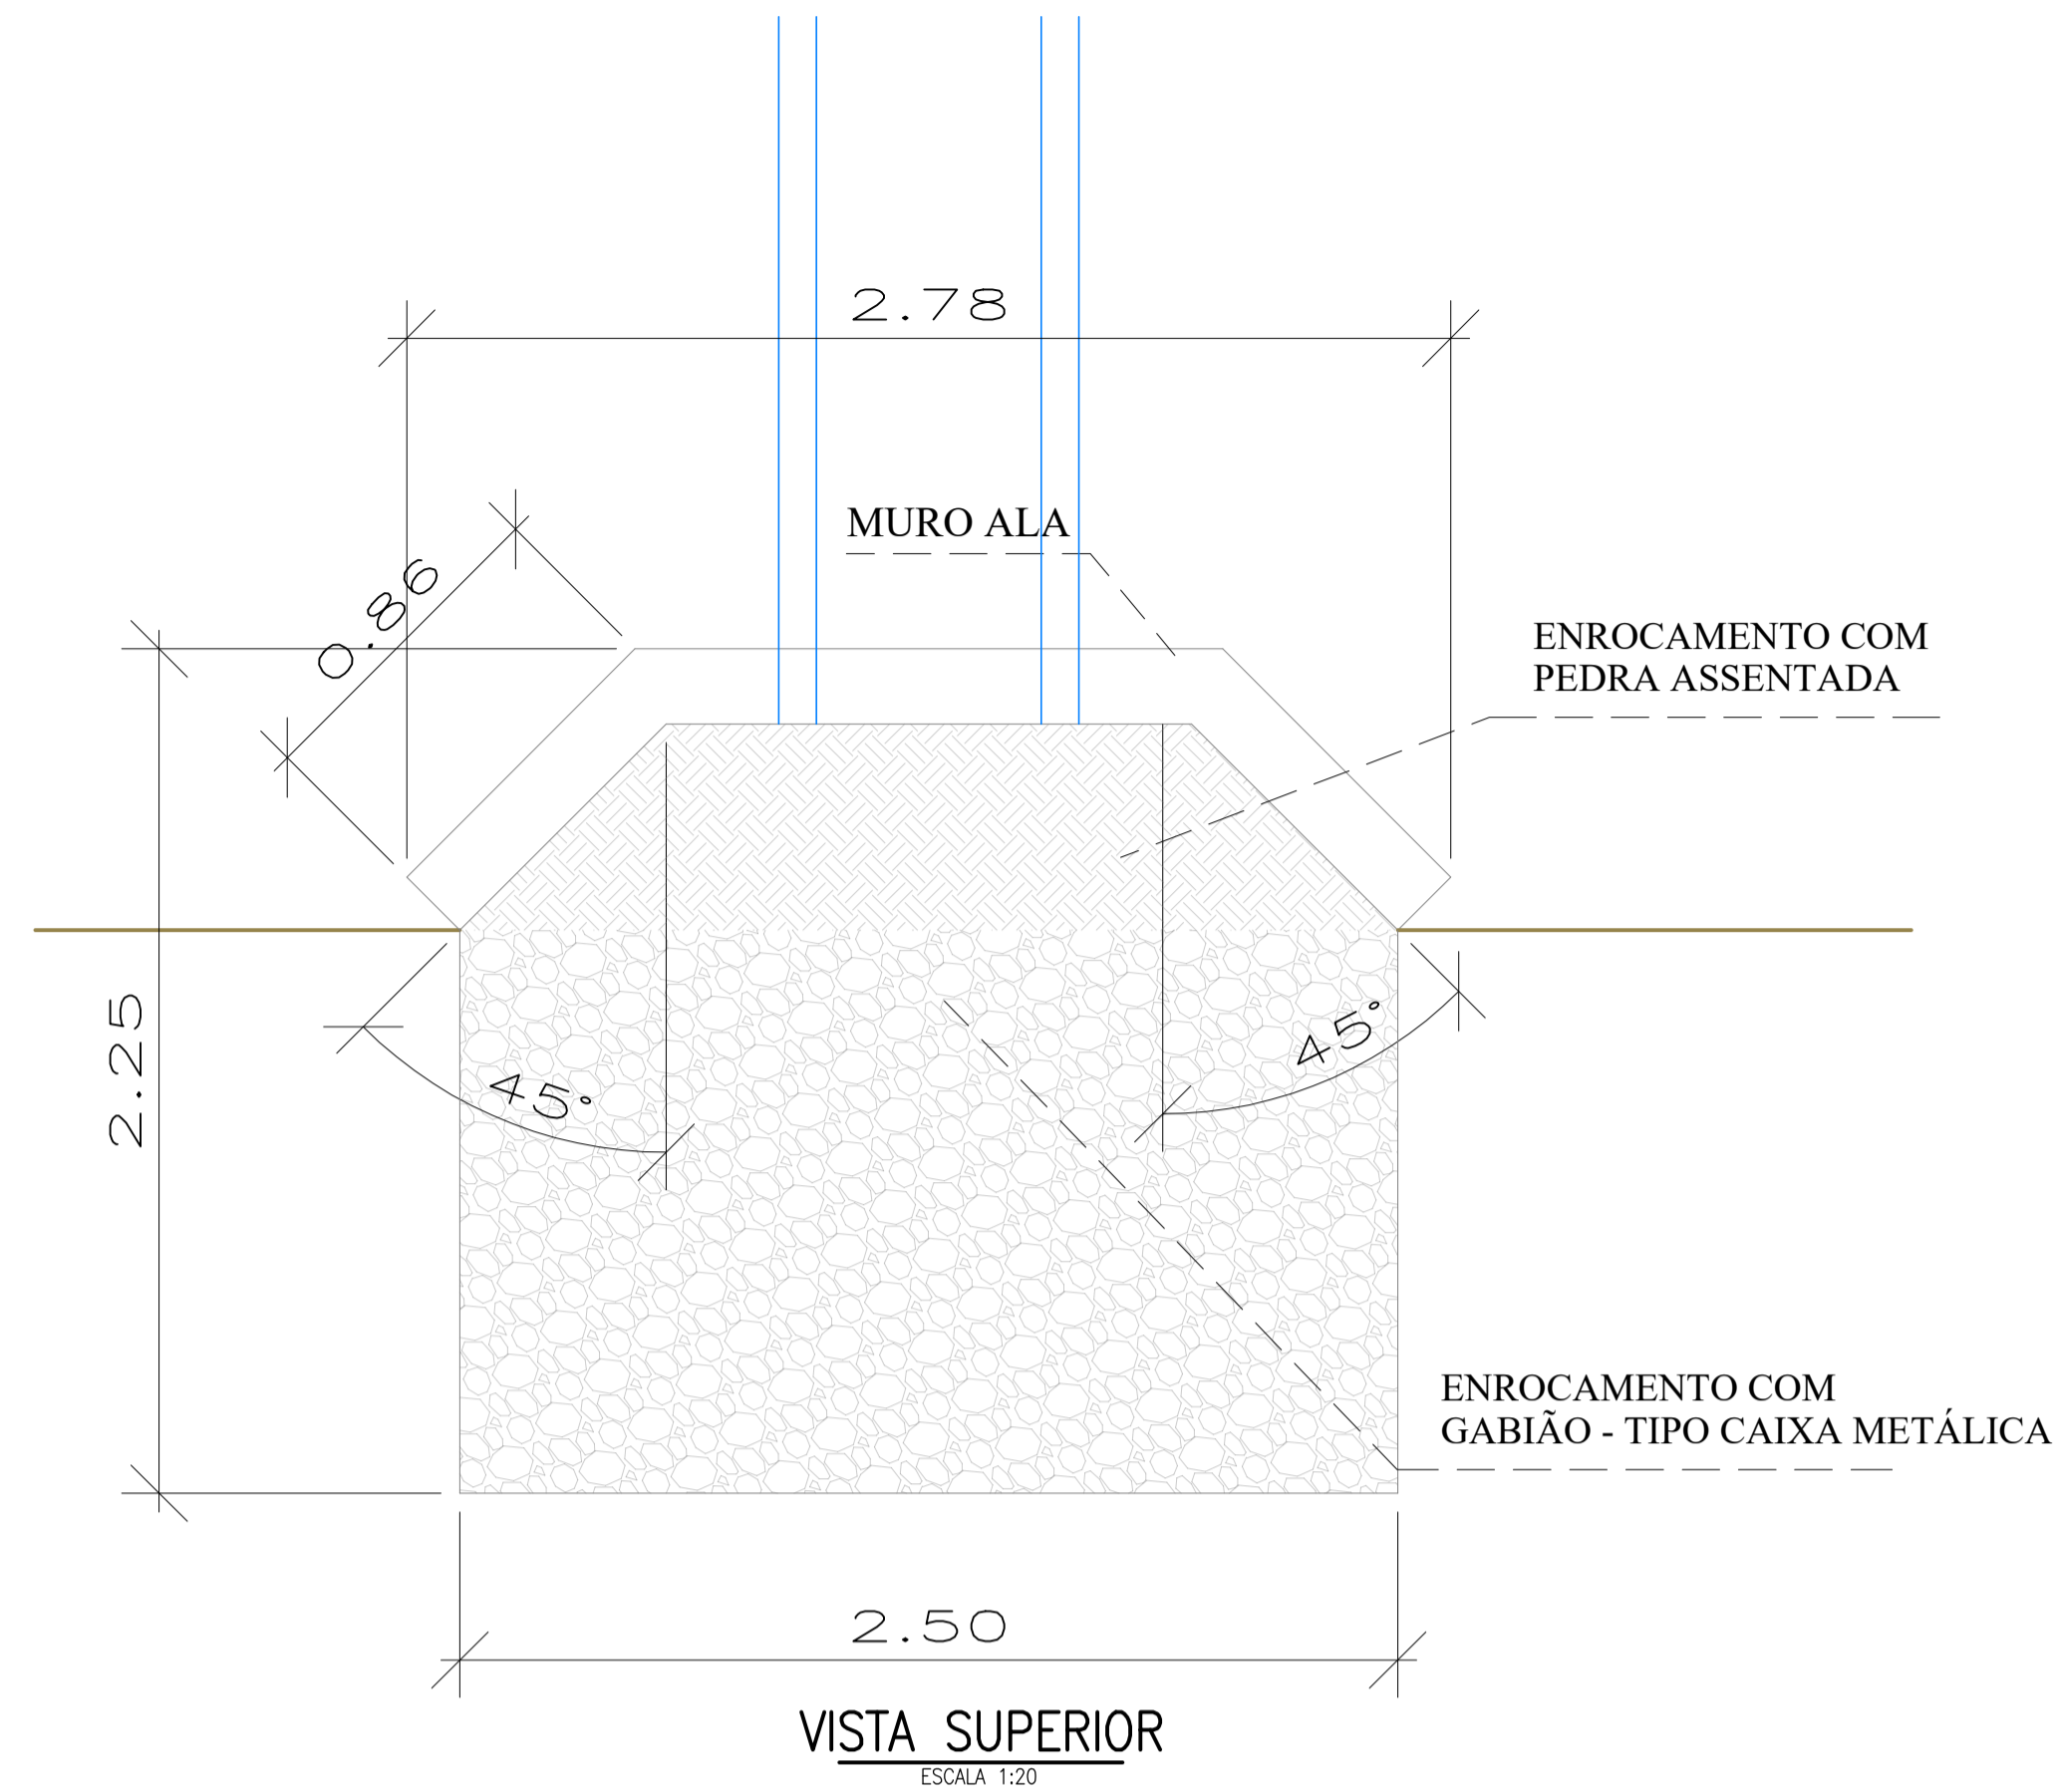 2.78
MURO ALA
0.86
ENROCAMENTO COM
PEDRA ASSENTADA
2.25
45°
45°
ENROCAMENTO COM
GABIÃO - TIPO CAIXA METÁLICA
2.50
VISTA SUPERIOR
ESCALA 1:20